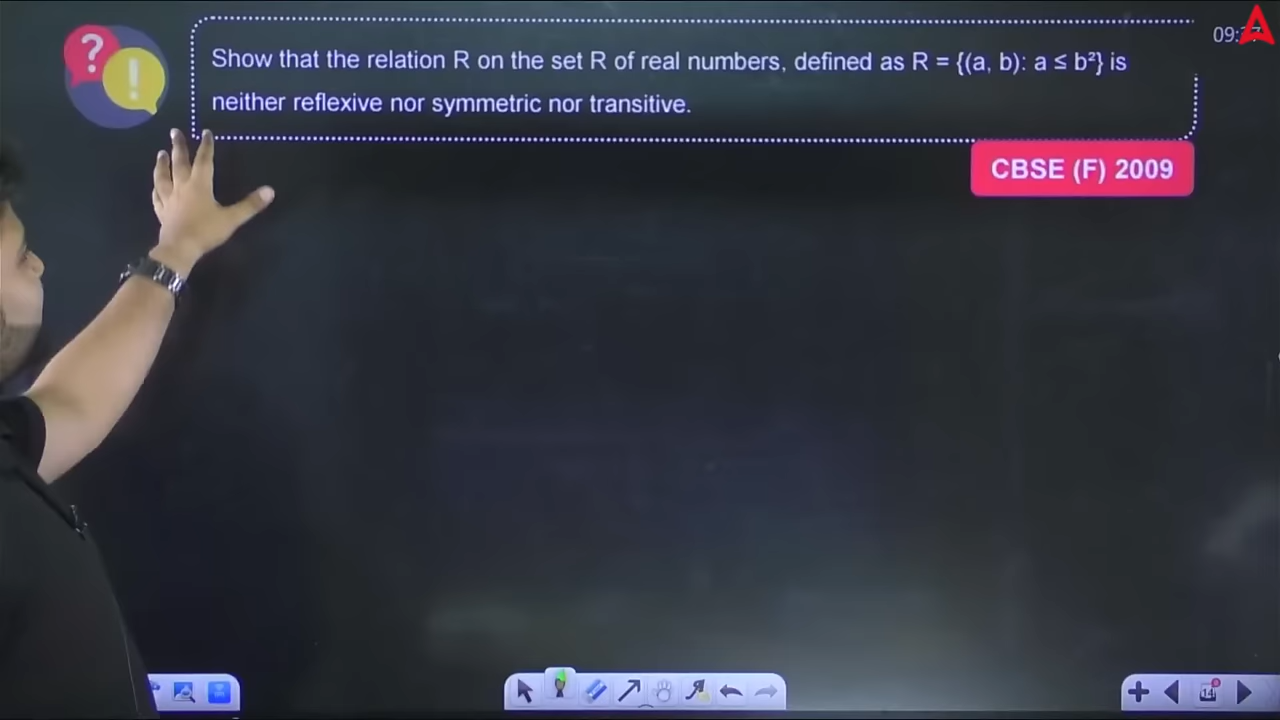 Show that the relation R on the set R of real numbers, defined as R = {(a, b): a ≤ b²} is
neither reflexive nor symmetric nor transitive.
CBSE (F) 2009
14